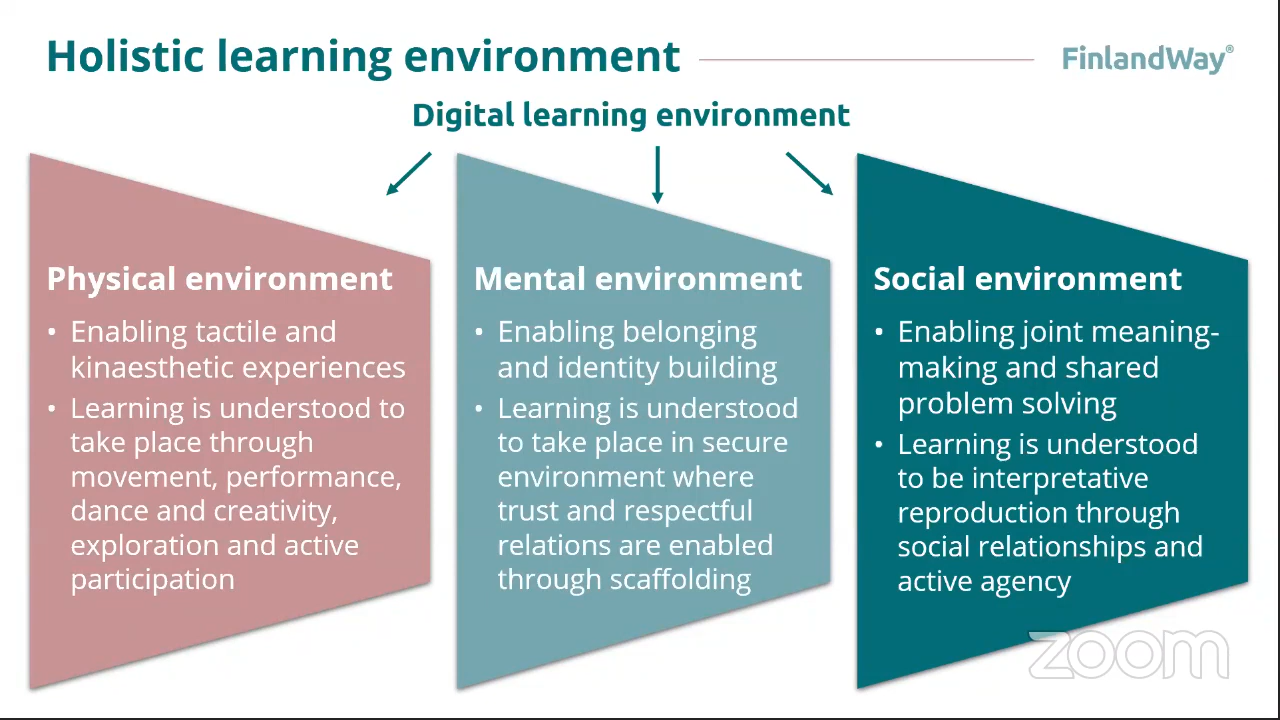 Holistic learning environment
FinlandWay®
Digital learning environment
Physical environment
• Enabling tactile and
kinaesthetic experiences
• Learning is understood to
take place through
movement, performance,
dance and creativity,
exploration and active
participation
Mental environment
• Enabling belonging
and identity building
• Learning is understood
to take place in secure
environment where
trust and respectful
relations are enabled
through scaffolding
Social environment
• Enabling joint meaning-
making and shared
problem solving
• Learning is understood
to be interpretative
reproduction through
social relationships and
active agency
zoom